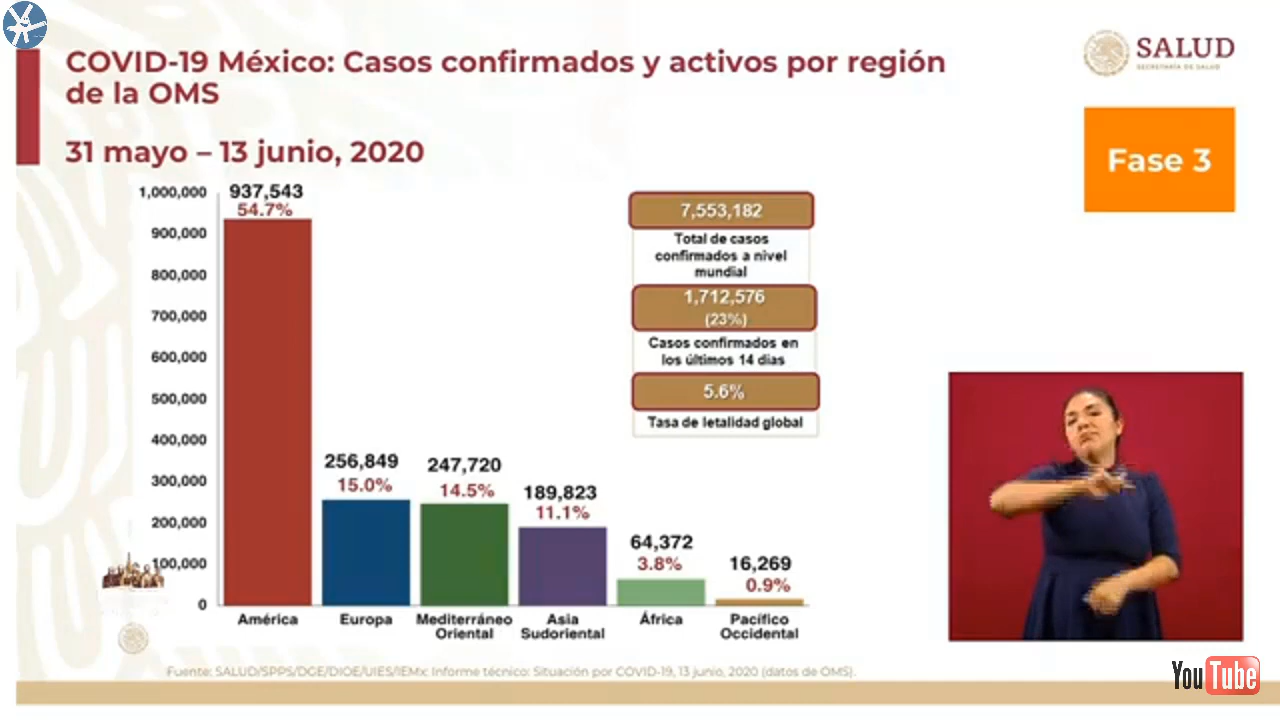 COVID-19 México: Casos confirmados y activos por región
de la OMS
31 mayo – 13 junio, 2020
SALUD
SECRETARÍA DE SALUD
Fase 3
1,000,000
900,000
800,000
700,000
600,000
500,000
400,000
300,000
200,000
100,000
0
937,543
54.7%
256,849
15.0%
247,720
14.5%
189,823
11.1%
64,372
3.8%
16,269
0.9%
América
Europa
Mediterráneo
Oriental
Asia
Sudoriental
África
Pacífico
Occidental
7,553,182
Total de casos
confirmados a nivel
mundial
1,712,576
(23%)
Casos confirmados en
los últimos 14 días
5.6%
Tasa de letalidad global
Fuente: SALUD/SPPS/DGE/DIOE/UIES/IEMx: Informe técnico: Situación por COVID-19, 13 junio, 2020 (datos de OMS).
YouTube